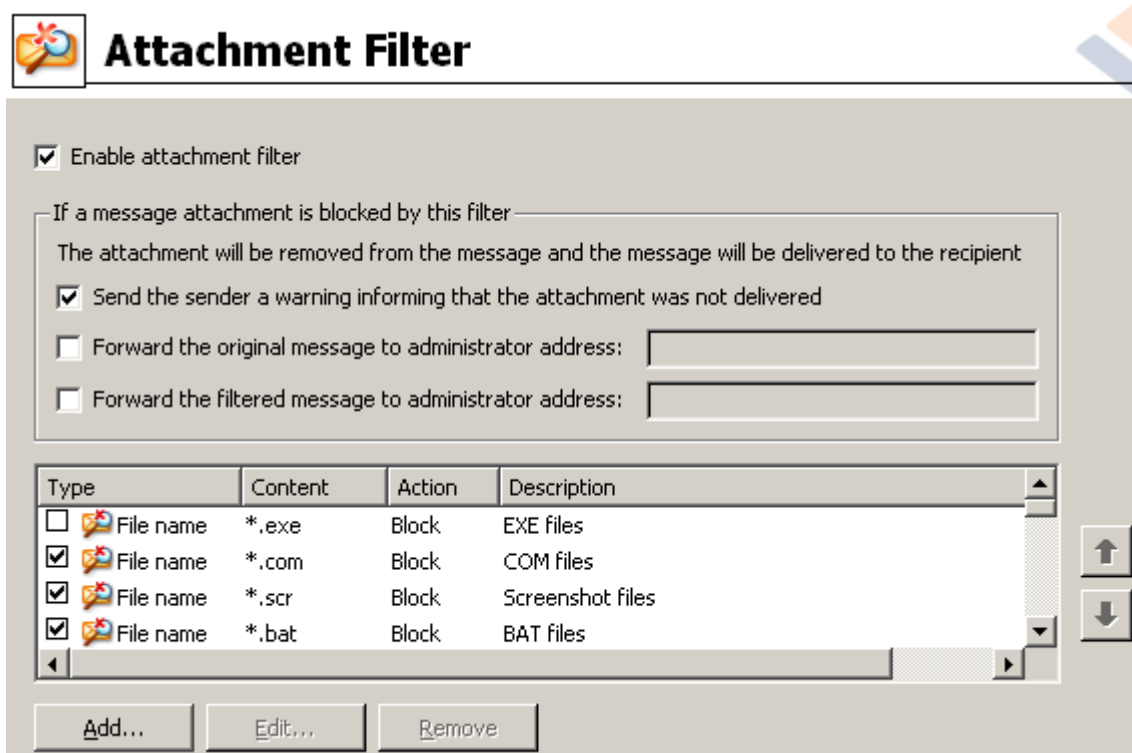 Attachment Filter
Enable attachment filter
If a message attachment is blocked by this filter
The attachment will be removed from the message and the message will be delivered to the recipient
Send the sender a warning informing that the attachment was not delivered
Forward the original message to administrator address:
Forward the filtered message to administrator address:
Type Content Action Description
File name *.exe Block EXE files
File name *.com Block COM files
File name *.scr Block Screenshot files
File name *.bat Block BAT files
Add... Edit... Remove